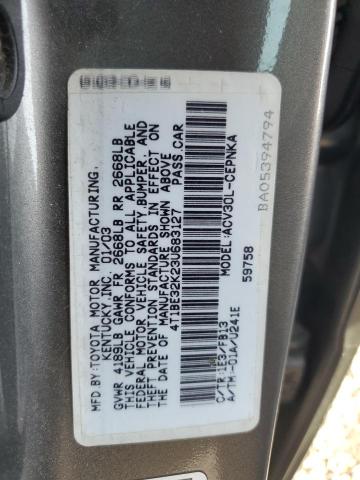 MFD.BY:TOYOTA MOTOR MANUFACTURING,
KENTUCKY,INC. 01/03
GVWR 4189LB GAWR FR 2668LB RR 2668LB
THIS VEHICLE CONFORMS TO ALL APPLICABLE
FEDERAL MOTOR VEHICLE SAFETY,BUMPER, AND
THEFT PREVENTION STANDARDS IN EFFECT ON
THE DATE OF MANUFACTURE SHOWN ABOVE.
4T1BE32K23U683127 PASS CAR
C/TR:1E3/FB13
A/TM:-01A/U241E
MODEL:ACV30L-CEPNKA
59758
BA05394794